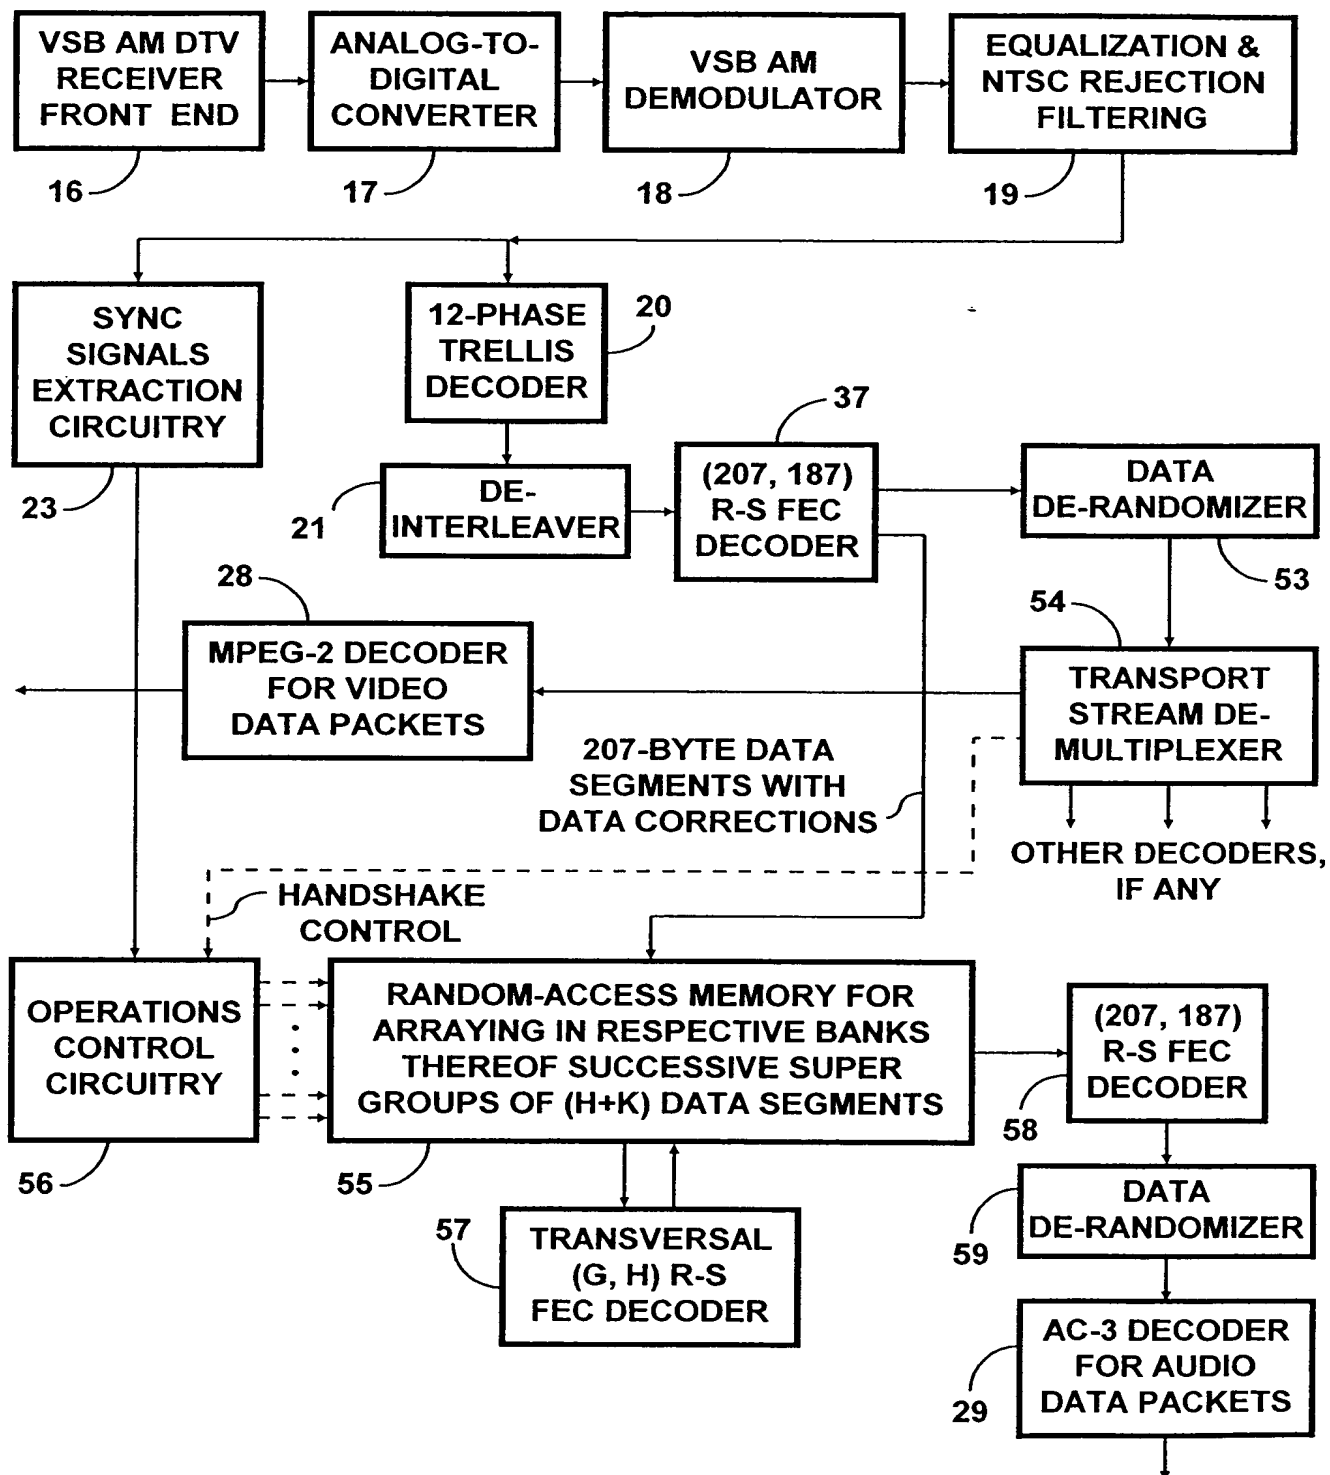 VSB AM DTV
RECEIVER
FRONT END
16
ANALOG-TO-
DIGITAL
CONVERTER
17
VSB AM
DEMODULATOR
18
EQUALIZATION &
NTSC REJECTION
FILTERING
19
SYNC
SIGNALS
EXTRACTION
CIRCUITRY
23
12-PHASE
TRELLIS
DECODER
20
DE-
INTERLEAVER
21
(207, 187)
R-S FEC
DECODER
37
DATA
DE-RANDOMIZER
53
28
MPEG-2 DECODER
FOR VIDEO
DATA PACKETS
54
TRANSPORT
STREAM DE-
MULTIPLEXER
207-BYTE DATA
SEGMENTS WITH
DATA CORRECTIONS
OTHER DECODERS,
IF ANY
HANDSHAKE
CONTROL
OPERATIONS
CONTROL
CIRCUITRY
56
RANDOM-ACCESS MEMORY FOR
ARRAYING IN RESPECTIVE BANKS
THEREOF SUCCESSIVE SUPER
GROUPS OF (H+K) DATA SEGMENTS
55
(207, 187)
R-S FEC
DECODER
58
57
TRANSVERSAL
(G, H) R-S
FEC DECODER
DATA
DE-RANDOMIZER
59
AC-3 DECODER
FOR AUDIO
DATA PACKETS
29